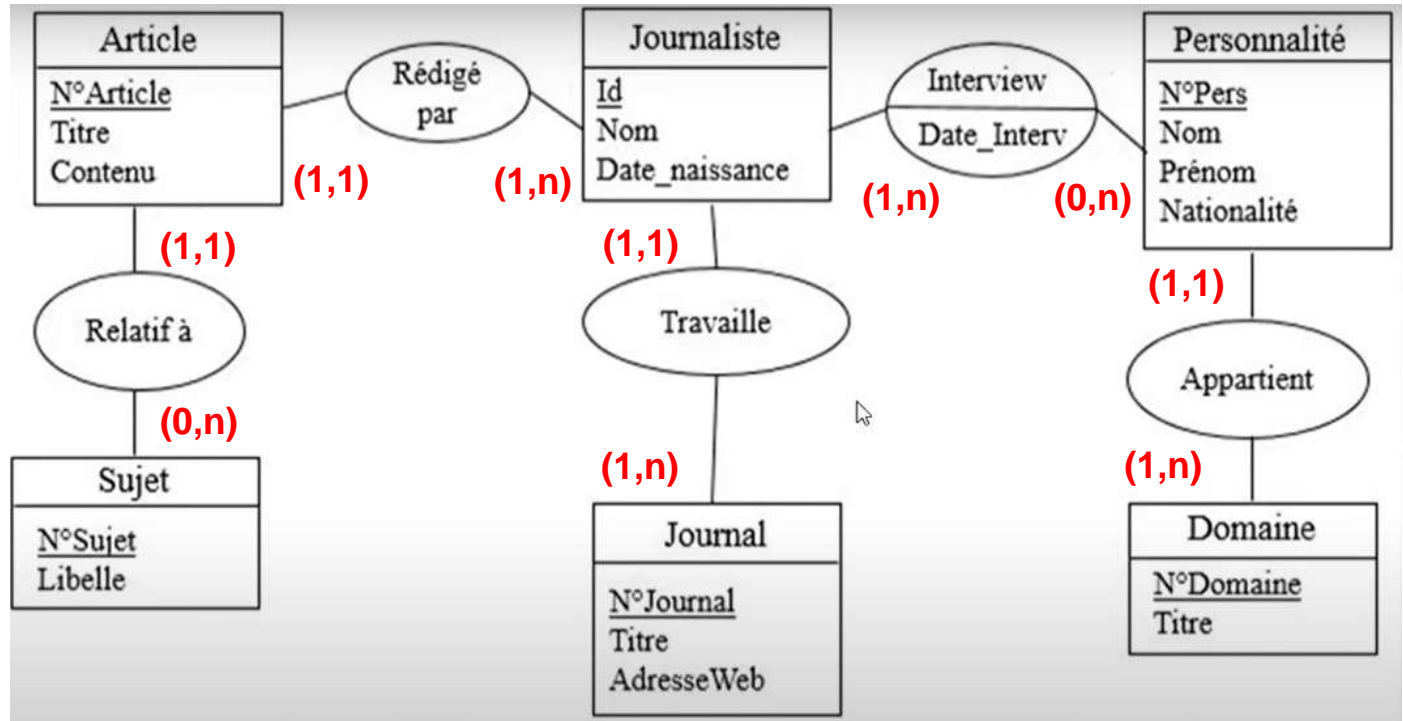 Article
N°Article
Titre
Contenu
Rédigé
par
Journaliste
Id
Nom
Date_naissance
Interview
Date_Interv
Personnalité
N°Pers
Nom
Prénom
Nationalité
(1,1)
(1,n)
(1,n)
(0,n)
(1,1)
(1,1)
(1,1)
Relatif à
Travaille
Appartient
(0,n)
(1,n)
(1,n)
Sujet
N°Sujet
Libelle
Journal
N°Journal
Titre
AdresseWeb
Domaine
N°Domaine
Titre